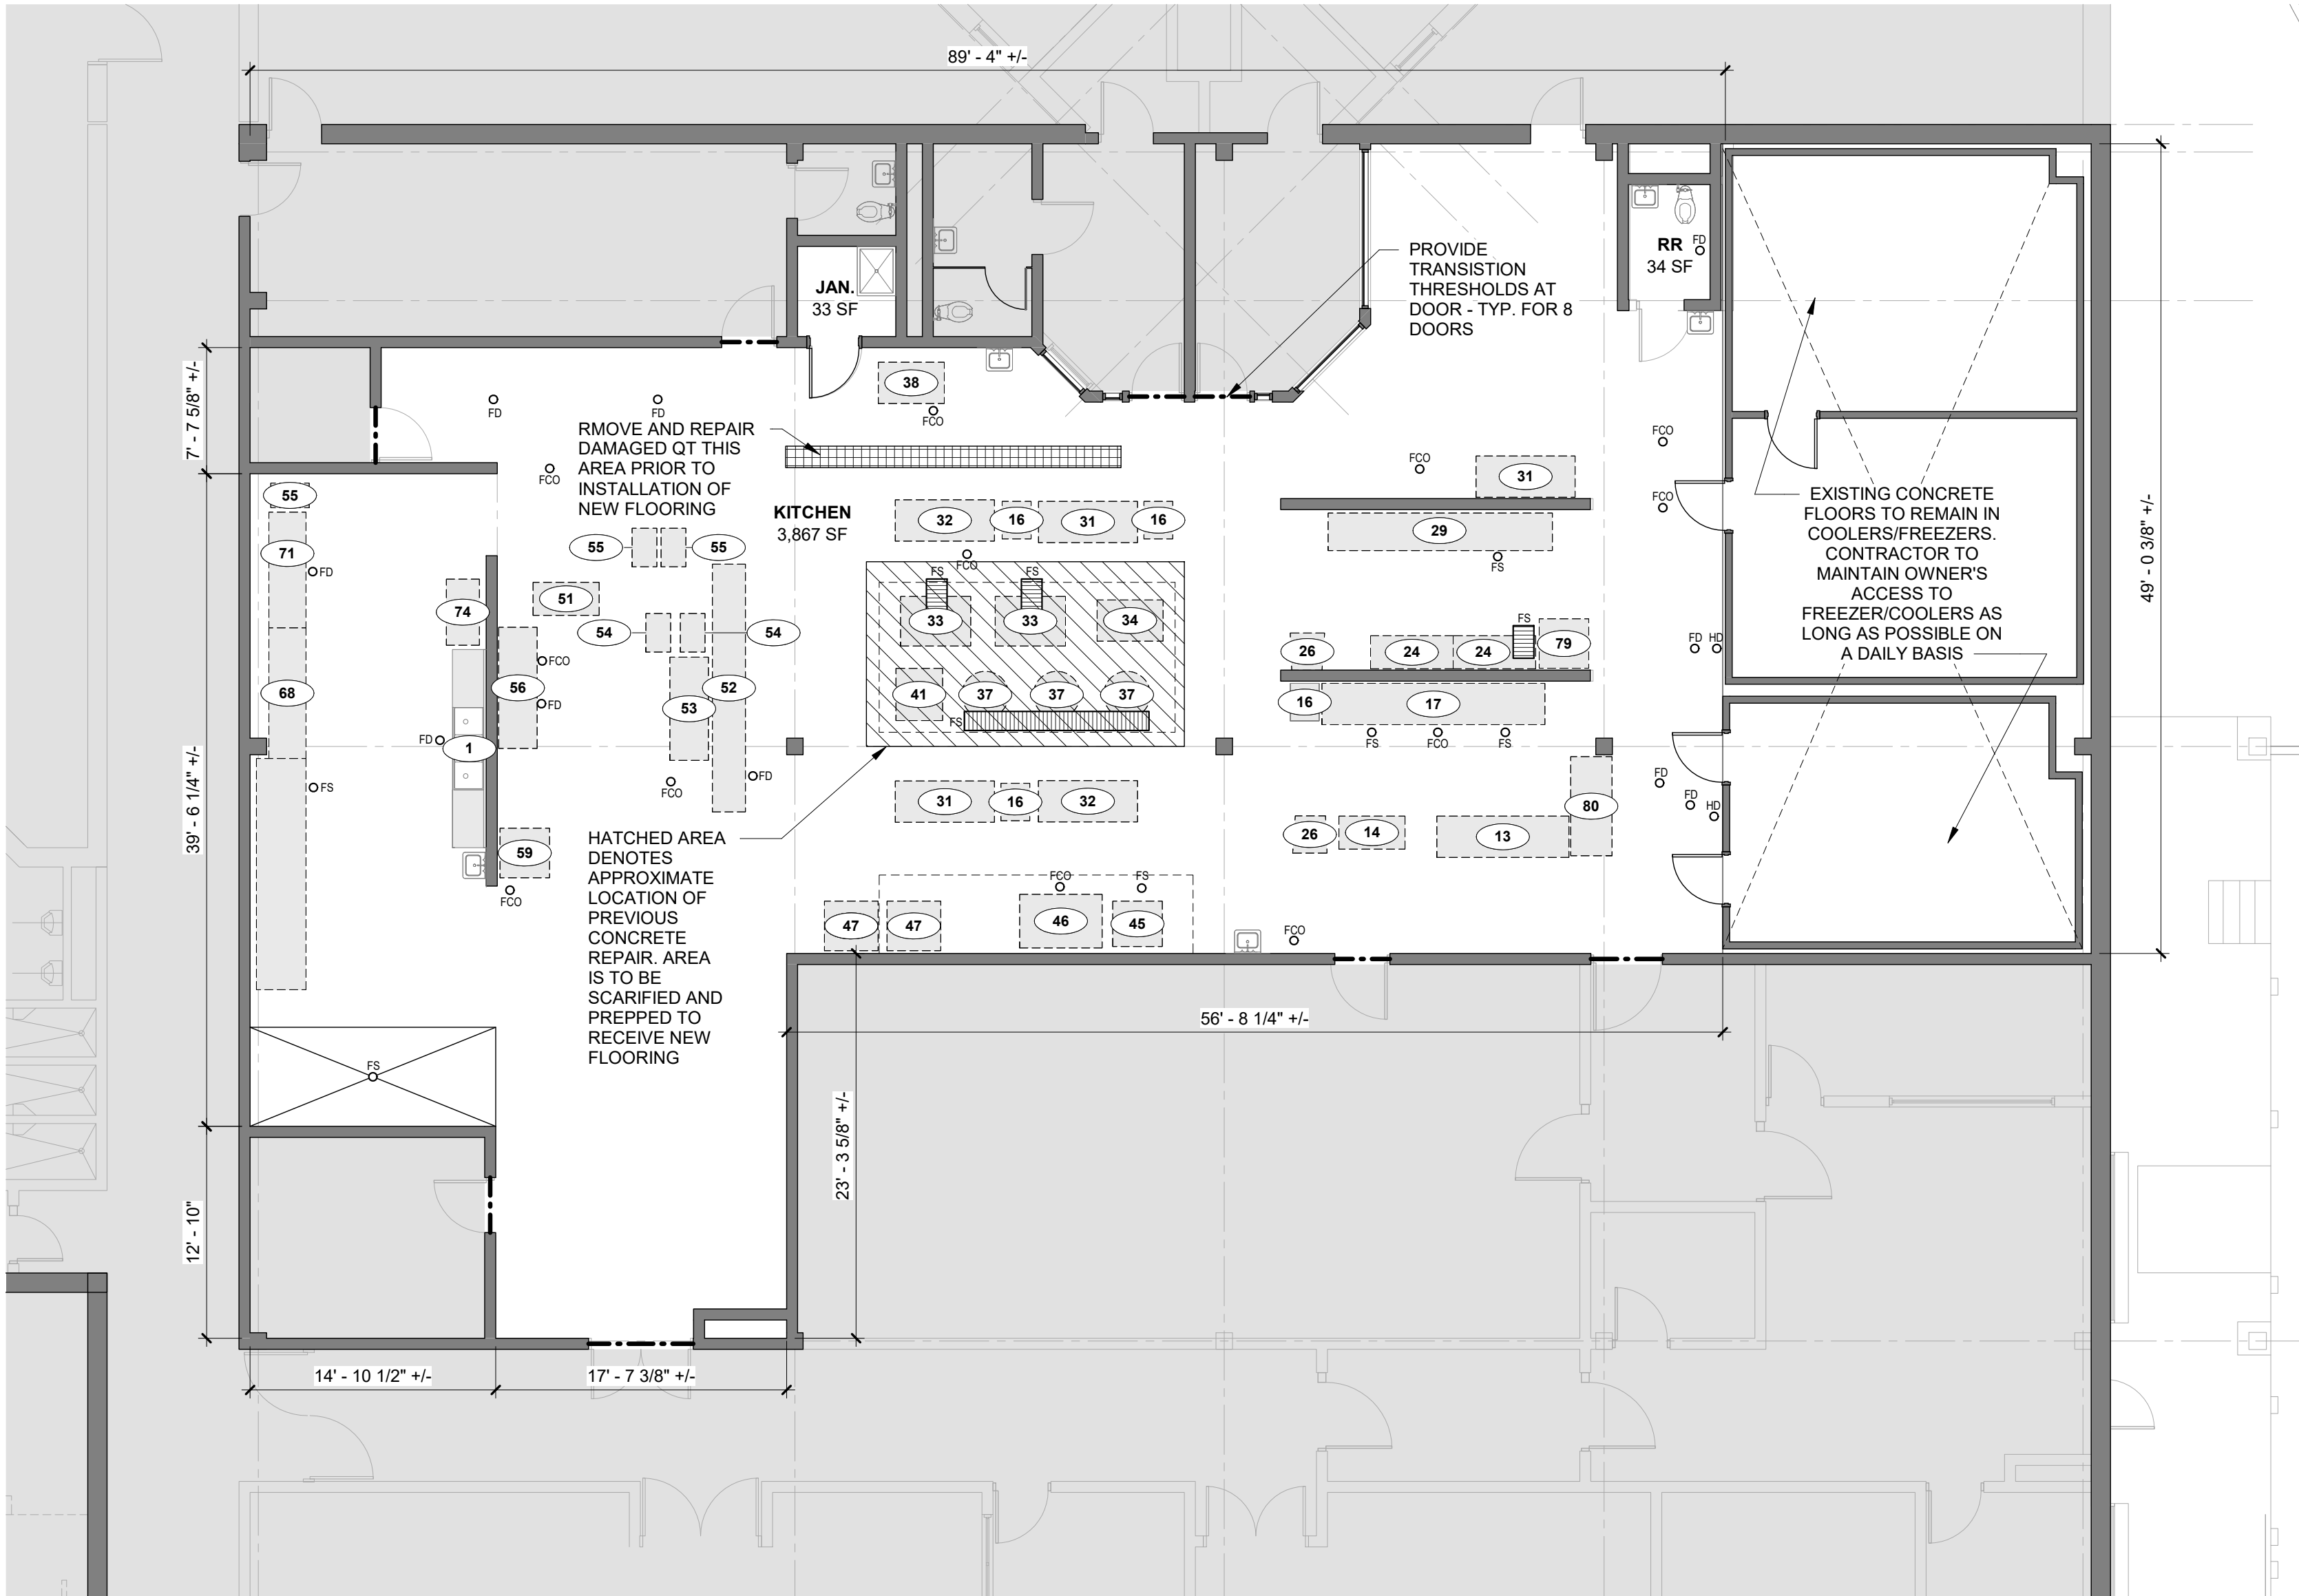 89' - 4" +/-
PROVIDE
TRANSISTION
THRESHOLDS AT
DOOR - TYP. FOR 8
DOORS
RR
34 SF
FD
JAN.
33 SF
7' - 7 5/8" +/-
38
FCO
FD
FD
RMOVE AND REPAIR
DAMAGED QT THIS
AREA PRIOR TO
INSTALLATION OF
NEW FLOORING
FCO
KITCHEN
3,867 SF
FCO
FCO
31
FCO
EXISTING CONCRETE
FLOORS TO REMAIN IN
COOLERS/FREEZERS.
CONTRACTOR TO
MAINTAIN OWNER'S
ACCESS TO
FREEZER/COOLERS AS
LONG AS POSSIBLE ON
A DAILY BASIS
49' - 0 3/8" +/-
55
71
FD
32
16
31
16
29
FS
55
55
FCO
FS
FS
74
51
54
54
33
33
34
26
24
24
FS
79
FD
HD
68
56
FCO
FD
53
52
41
37
37
37
FS
16
17
FS
FCO
FS
FD
1
FS
FCO
FD
39' - 6 1/4" +/-
31
16
32
FD
FD
HD
80
26
14
13
59
FCO
HATCHED AREA
DENOTES
APPROXIMATE
LOCATION OF
PREVIOUS
CONCRETE
REPAIR. AREA
IS TO BE
SCARIFIED AND
PREPPED TO
RECEIVE NEW
FLOORING
FCO
FS
47
47
46
45
FCO
56' - 8 1/4" +/-
FS
23' - 3 5/8" +/-
12' - 10"
14' - 10 1/2" +/-
17' - 7 3/8" +/-